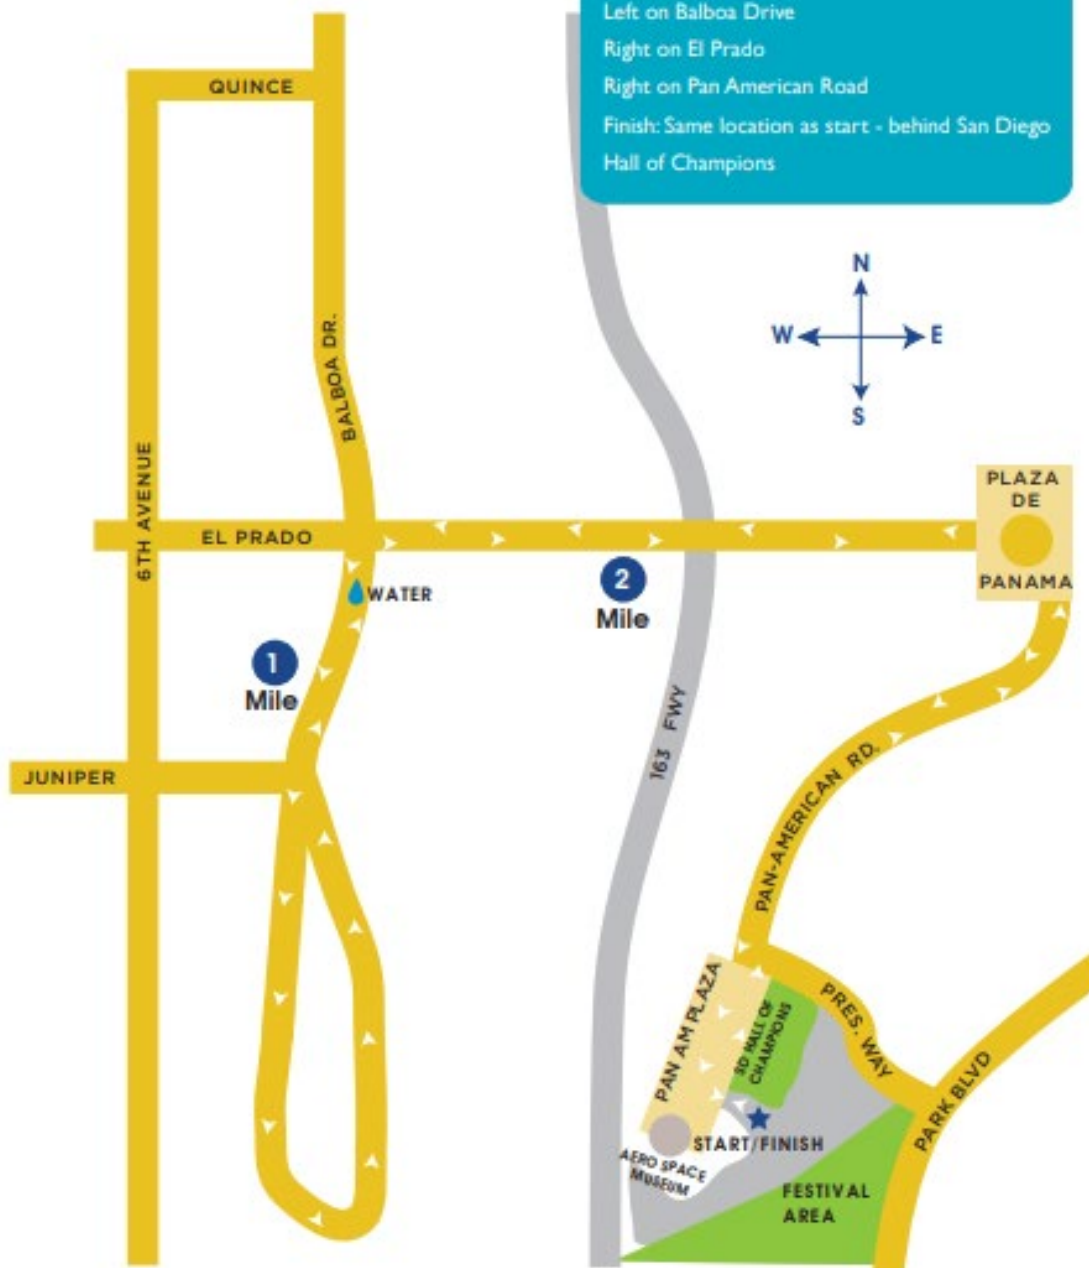 Left on Balboa Drive
Right on El Prado
Right on Pan American Road
Finish: Same location as start - behind San Diego
Hall of Champions
QUINCE
N
W
E
S
BALBOA DR.
6TH AVENUE
PLAZA
DE
PANAMA
EL PRADO
WATER
2
Mile
1
Mile
163 FWY
JUNIPER
PAN-AMERICAN RD.
PAN AM PLAZA
SD HALL OF
CHAMPIONS
PRES. WAY
PARK BLVD
START/FINISH
AERO SPACE
MUSEUM
FESTIVAL
AREA